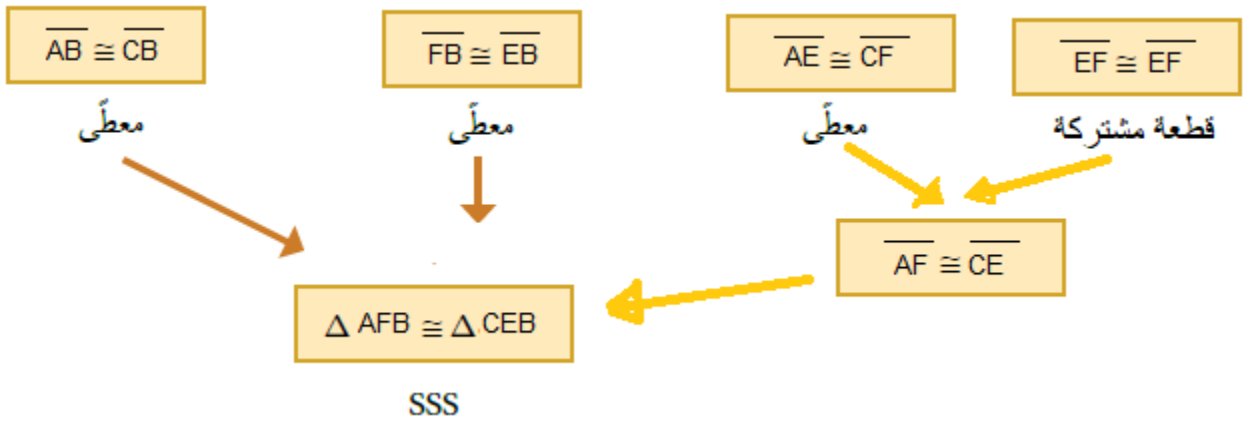 AB ≅ CB
FB ≅ EB
AE ≅ CF
EF ≅ EF
معطّى
معطّى
معطّى
قطعة مشتركة
AF ≅ CE
Δ AFB ≅ Δ CEB
SSS